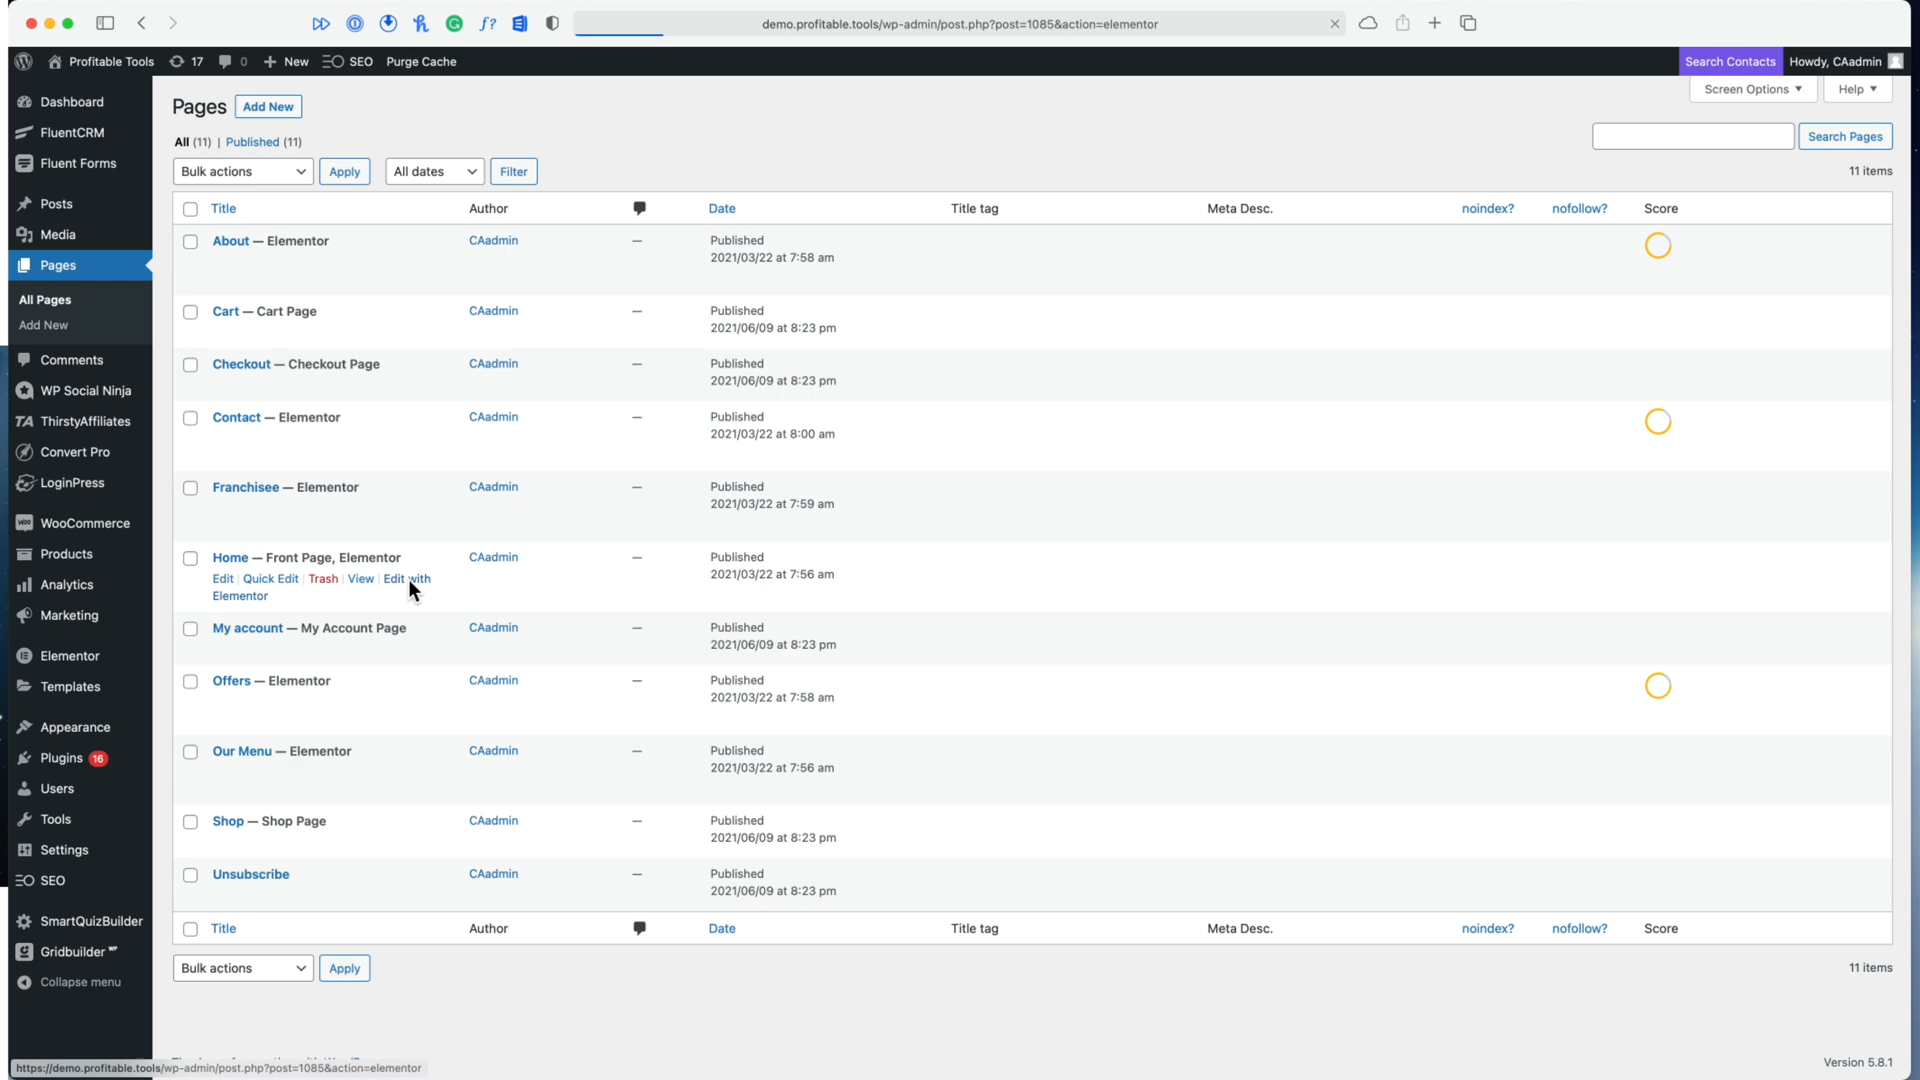 demo.profitable.tools/wp-admin/post.php?post=1085&action=elementor
Profitable Tools 17 0 New SEO Purge Cache Search Contacts Howdy, CAadmin
Dashboard
FluentCRM
Fluent Forms
Posts
Media
Pages
All Pages
Add New
Comments
WP Social Ninja
TA ThirstyAffiliates
Convert Pro
LoginPress
WooCommerce
Products
Analytics
Marketing
Elementor
Templates
Appearance
Plugins 16
Users
Tools
Settings
SEO
SmartQuizBuilder
Gridbuilder WP
Collapse menu
Pages Add New Screen Options Help
All (11) | Published (11) Search Pages
Bulk actions Apply All dates Filter 11 items
Title Author Date Title tag Meta Desc. noindex? nofollow? Score
About — Elementor CAadmin — Published
2021/03/22 at 7:58 am
Cart — Cart Page CAadmin — Published
2021/06/09 at 8:23 pm
Checkout — Checkout Page CAadmin — Published
2021/06/09 at 8:23 pm
Contact — Elementor CAadmin — Published
2021/03/22 at 8:00 am
Franchisee — Elementor CAadmin — Published
2021/03/22 at 7:59 am
Home — Front Page, Elementor CAadmin — Published
2021/03/22 at 7:56 am
Edit | Quick Edit | Trash | View | Edit with
Elementor
My account — My Account Page CAadmin — Published
2021/06/09 at 8:23 pm
Offers — Elementor CAadmin — Published
2021/03/22 at 7:58 am
Our Menu — Elementor CAadmin — Published
2021/03/22 at 7:56 am
Shop — Shop Page CAadmin — Published
2021/06/09 at 8:23 pm
Unsubscribe CAadmin — Published
2021/06/09 at 8:23 pm
Title Author Date Title tag Meta Desc. noindex? nofollow? Score
Bulk actions Apply 11 items
Version 5.8.1
https://demo.profitable.tools/wp-admin/post.php?post=1085&action=elementor